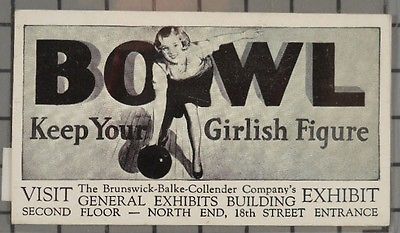 BOWL
Keep Your Girlish Figure
VISIT The Brunswick-Balke-Collender Company's EXHIBIT
GENERAL EXHIBITS BUILDING
SECOND FLOOR — NORTH END, 18th STREET ENTRANCE